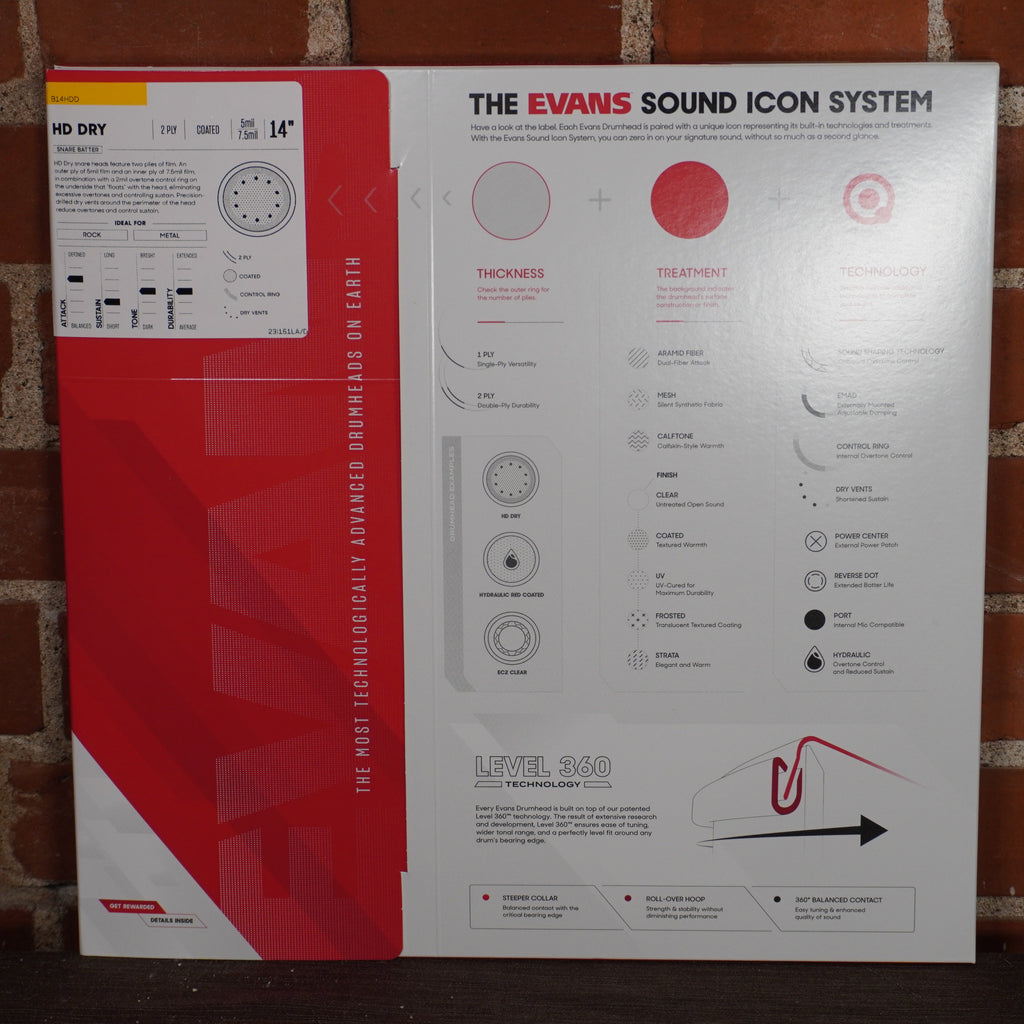 B14HDD
HD DRY
2 PLY
COATED
5mil
7.5mil
14"
SNARE BATTER
HD Dry snare heads feature two plies of film. An
outer ply of 5mil film and an inner ply of 7.5mil film,
in combination with a 2mil overtone control ring on
the underside that "floats" with the head, eliminating
excessive overtones and controlling sustain. Precision-
drilled dry vents around the perimeter of the head
reduce overtones and control sustain.
IDEAL FOR
ROCK
METAL
ATTACK
DEFINED
BALANCED
SUSTAIN
LONG
SHORT
TONE
BRIGHT
DARK
DURABILITY
EXTENDED
AVERAGE
2 PLY
COATED
CONTROL RING
DRY VENTS
EVANS
THE MOST TECHNOLOGICALLY ADVANCED DRUMHEADS ON EARTH
GET REWARDED
DETAILS INSIDE
THE EVANS SOUND ICON SYSTEM
Have a look at the label. Each Evans Drumhead is paired with a unique icon representing its built-in technologies and treatments.
With the Evans Sound Icon System, you can zero in on your signature sound, without so much as a second glance.
THICKNESS
Check the outer ring for
the number of plies.
1 PLY
Single-Ply Versatility
2 PLY
Double-Ply Durability
DRUMHEAD EXAMPLES
HD DRY
HYDRAULIC RED COATED
EC2 CLEAR
TREATMENT
The background indicates
the drumhead's surface
construction or finish.
ARAMID FIBER
Dual-Fiber Attack
MESH
Silent Synthetic Fabric
CALFTONE
Calfskin-Style Warmth
FINISH
CLEAR
Untreated Open Sound
COATED
Textured Warmth
UV
UV-Cured for
Maximum Durability
FROSTED
Translucent Textured Coating
STRATA
Elegant and Warm
TECHNOLOGY
SOUND SHAPING TECHNOLOGY
Overtone Control
EMAD
Externally Mounted
Adjustable Damping
CONTROL RING
Internal Overtone Control
DRY VENTS
Shortened Sustain
POWER CENTER
External Power Patch
REVERSE DOT
Extended Batter Life
PORT
Internal Mic Compatible
HYDRAULIC
Overtone Control
and Reduced Sustain
LEVEL 360
TECHNOLOGY
Every Evans Drumhead is built on top of our patented
Level 360™ technology. The result of extensive research
and development, Level 360™ ensures ease of tuning,
wider tonal range, and a perfectly level fit around any
drum's bearing edge.
STEEPER COLLAR
Balanced contact with the
critical bearing edge
ROLL-OVER HOOP
Strength & stability without
diminishing performance
360° BALANCED CONTACT
Easy tuning & enhanced
quality of sound